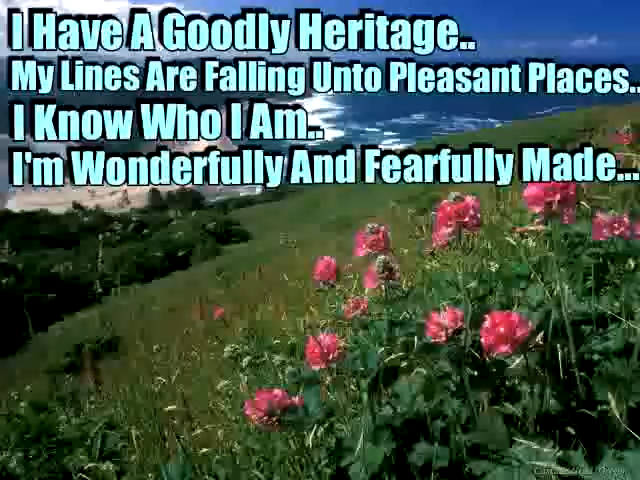 I Have A Goodly Heritage..
My Lines Are Falling Unto Pleasant Places..
I Know Who I Am..
I'm Wonderfully And Fearfully Made...